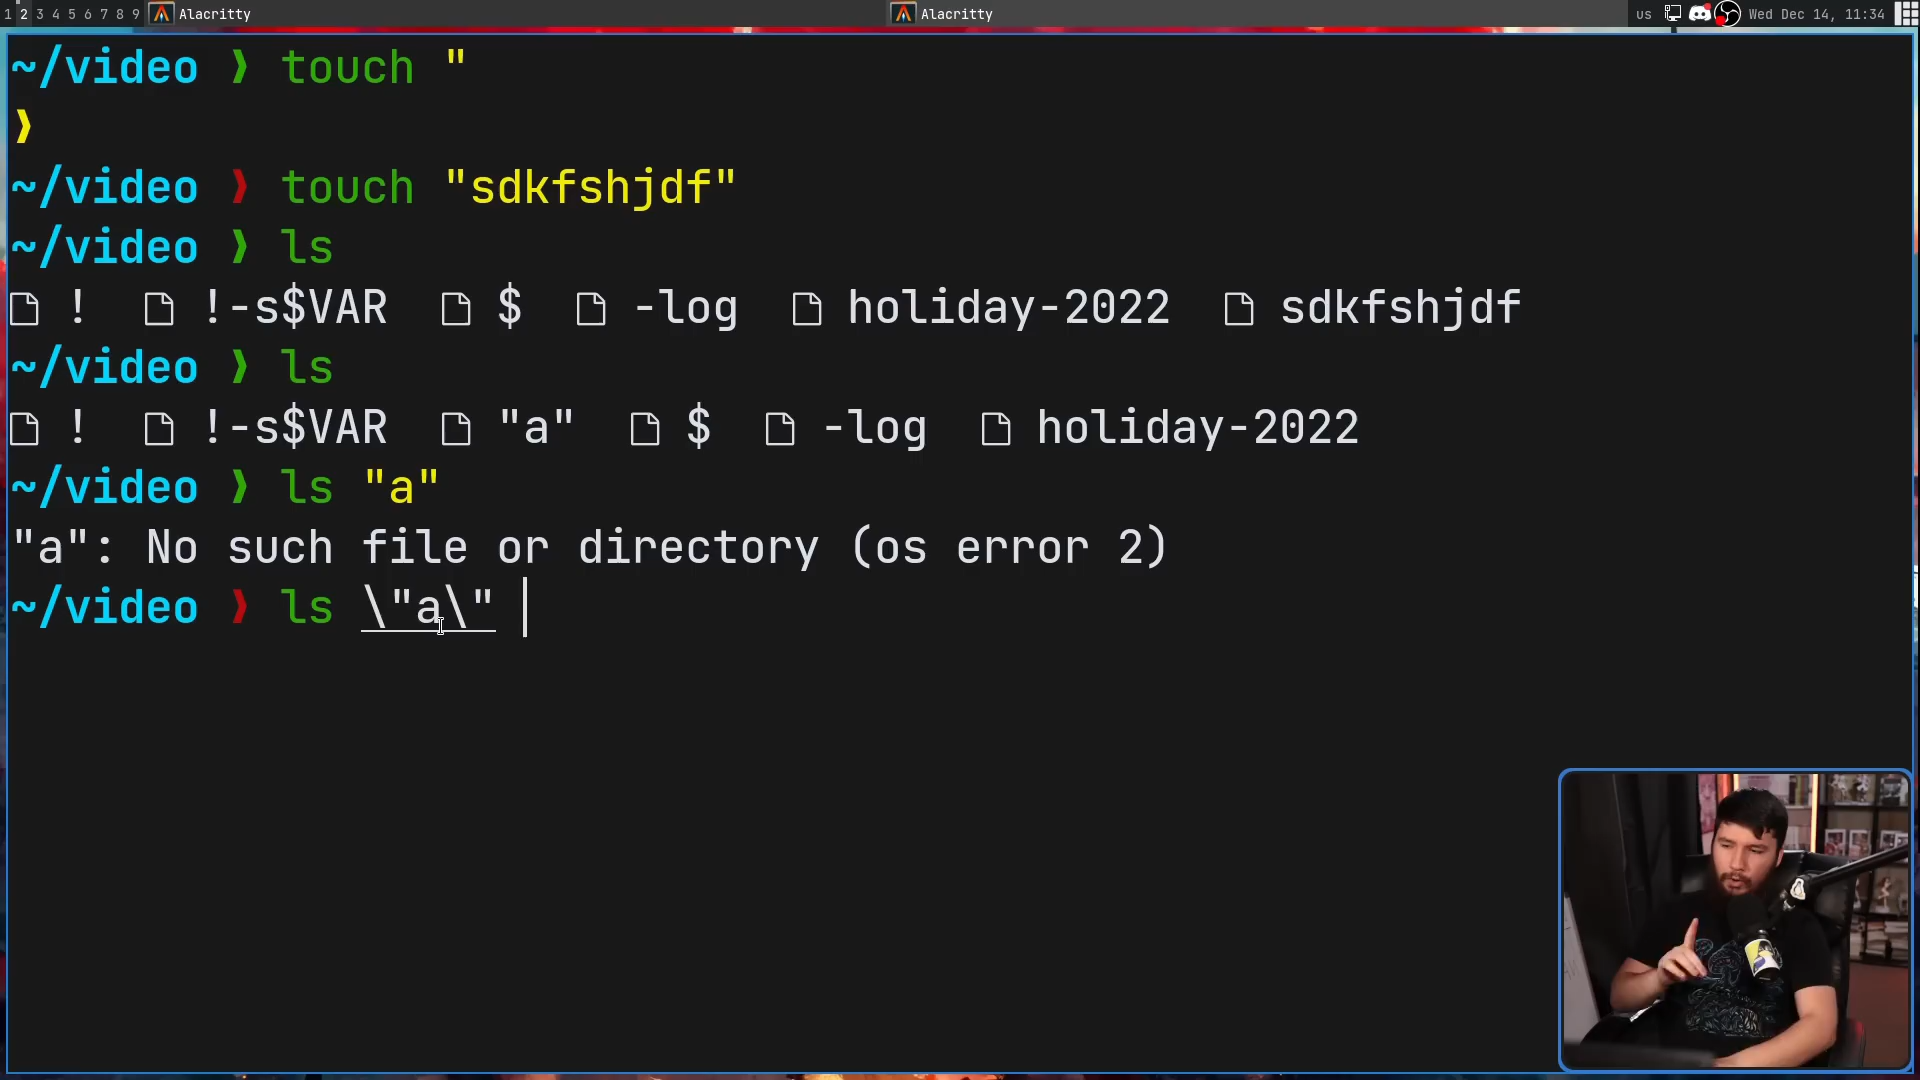 1 2 3 4 5 6 7 8 9 Alacritty Alacritty us Wed Dec 14, 11:34
~/video ❫ touch "
❫
~/video ❫ touch "sdkfshjdf"
~/video ❫ ls
! !-s$VAR $ -log holiday-2022 sdkfshjdf
~/video ❫ ls
! !-s$VAR "a" $ -log holiday-2022
~/video ❫ ls "a"
"a": No such file or directory (os error 2)
~/video ❫ ls \"a\"